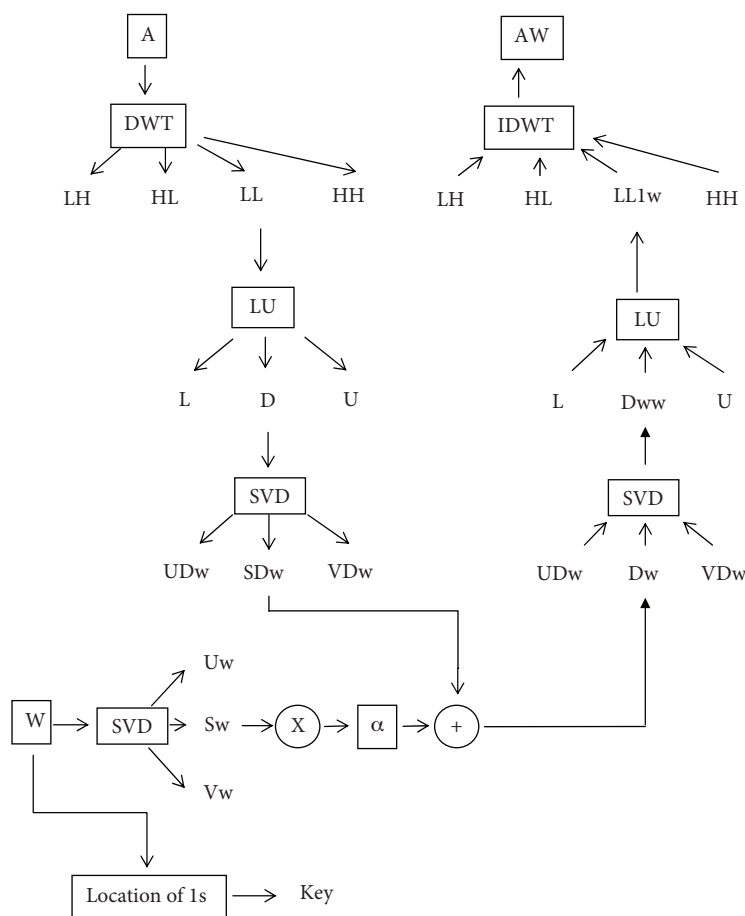 A AW
DWT IDWT
LH HL LL HH LH HL LL1w HH
LU LU
L D U L Dww U
SVD SVD
UDw SDw VDw UDw Dw VDw
Uw
W SVD Sw X α +
Vw
Location of 1s Key